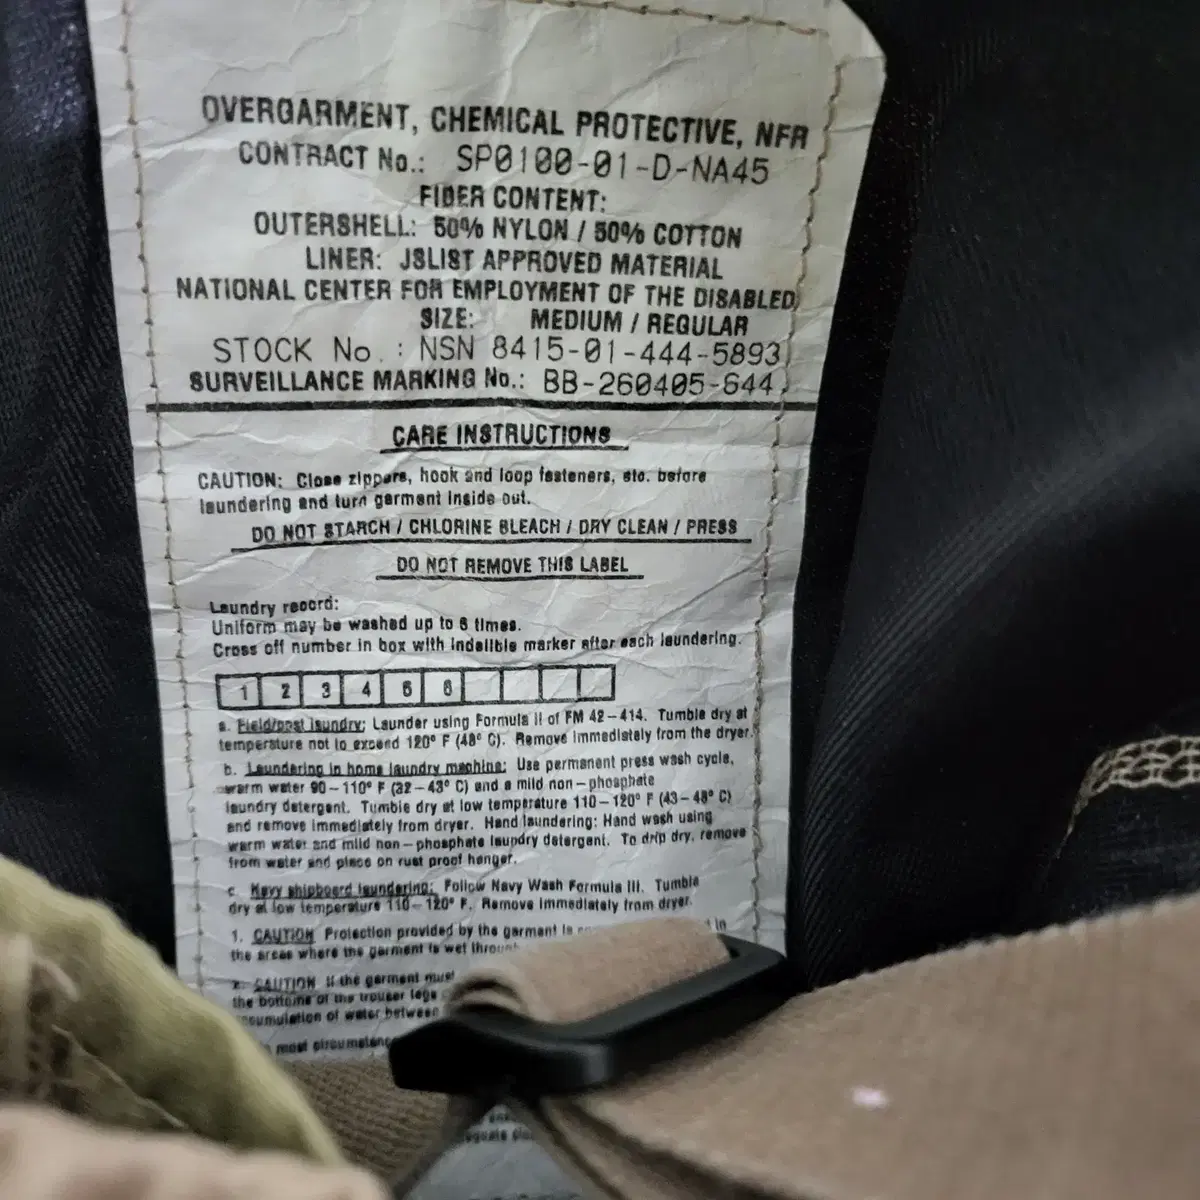 OVERGARMENT, CHEMICAL PROTECTIVE, NFR
CONTRACT No.: SP0100-01-D-NA45
FIBER CONTENT:
OUTERSHELL: 50% NYLON / 50% COTTON
LINER: JSLIST APPROVED MATERIAL
NATIONAL CENTER FOR EMPLOYMENT OF THE DISABLED
SIZE: MEDIUM / REGULAR
STOCK No.: NSN 8415-01-444-5893
SURVEILLANCE MARKING No.: BB-260405-644
CARE INSTRUCTIONS
CAUTION: Close zippers, hook and loop fasteners, etc. before
laundering and turn garment inside out.
DO NOT STARCH / CHLORINE BLEACH / DRY CLEAN / PRESS
DO NOT REMOVE THIS LABEL
Laundry record:
Uniform may be washed up to 6 times.
Cross off number in box with indelible marker after each laundering.
1 2 3 4 5 6
a. Field/post laundry: Launder using Formula II of FM 42-414. Tumble dry at
temperature not to exceed 120° F (48° C). Remove immediately from the dryer.
b. Laundering in home laundry machine: Use permanent press wash cycle,
warm water 90-110° F (32-43° C) and a mild non-phosphate
laundry detergent. Tumble dry at low temperature 110-120° F (43-48° C)
and remove immediately from dryer. Hand laundering: Hand wash using
warm water and mild non-phosphate laundry detergent. To drip dry, remove
from water and place on rust proof hanger.
c. Navy shipboard laundering: Follow Navy Wash Formula III. Tumble
dry at low temperature 110-120° F. Remove immediately from dryer.
1. CAUTION Protection provided by the garment is in
the areas where the garment is wet through
2. CAUTION If the garment must
the bottoms of the trouser legs
accumulation of water between
most circumstances